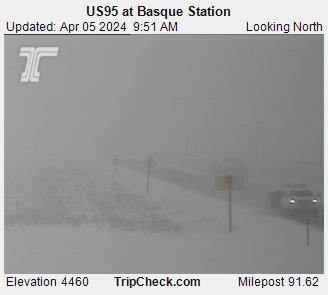 US95 at Basque Station
Updated: Apr 05 2024 9:51 AM Looking North
Elevation 4460 TripCheck.com Milepost 91.62